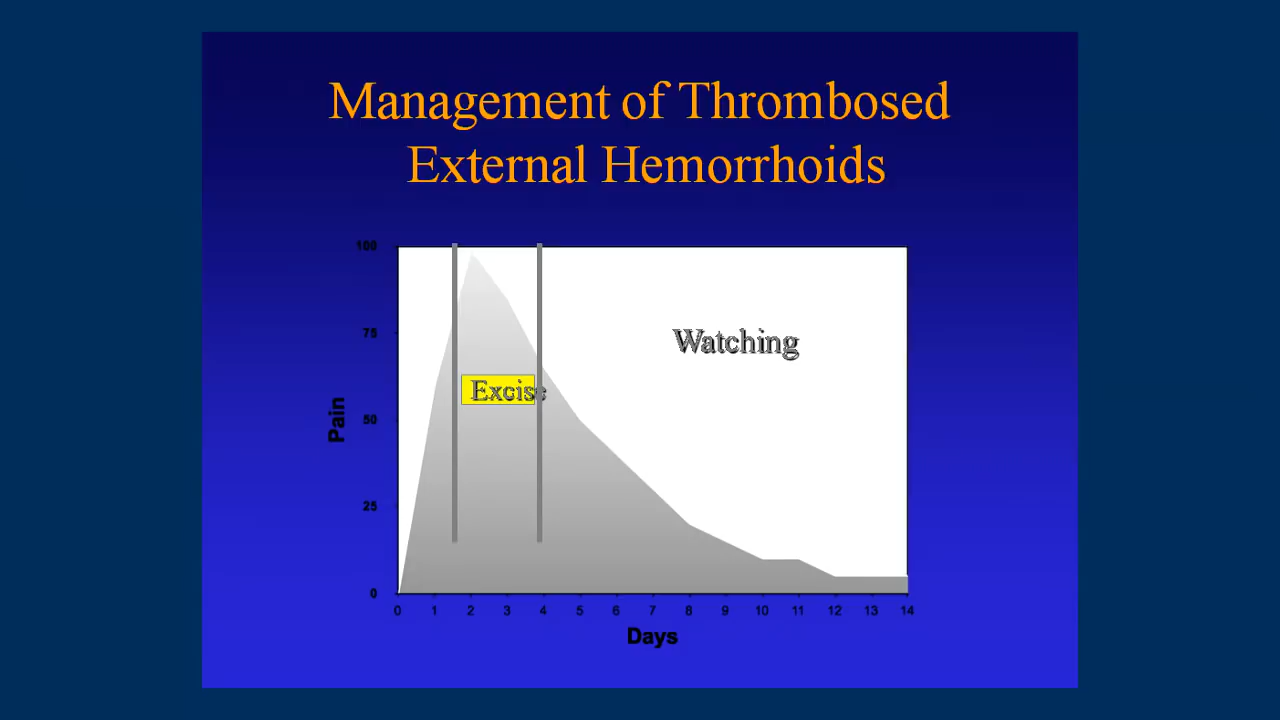 Management of Thrombosed
External Hemorrhoids
100
75
50
25
0
Pain
Watching
Excise
0 1 2 3 4 5 6 7 8 9 10 11 12 13 14
Days